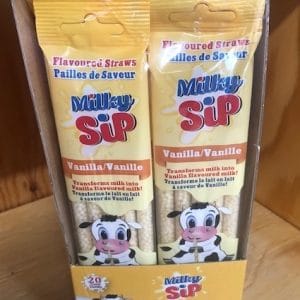 Flavoured Straws
Pailles de Saveur
Milky
Sip
Vanilla/Vanille
Transforms milk into
Vanilla flavoured milk!
Transforme le lait en lait
à saveur de Vanille!
Flavoured Straws
Pailles de Saveur
Milky
Sip
Vanilla/Vanille
Transforms milk into
Vanilla flavoured milk!
Transforme le lait en lait
à saveur de Vanille!
20
Milky
Sip